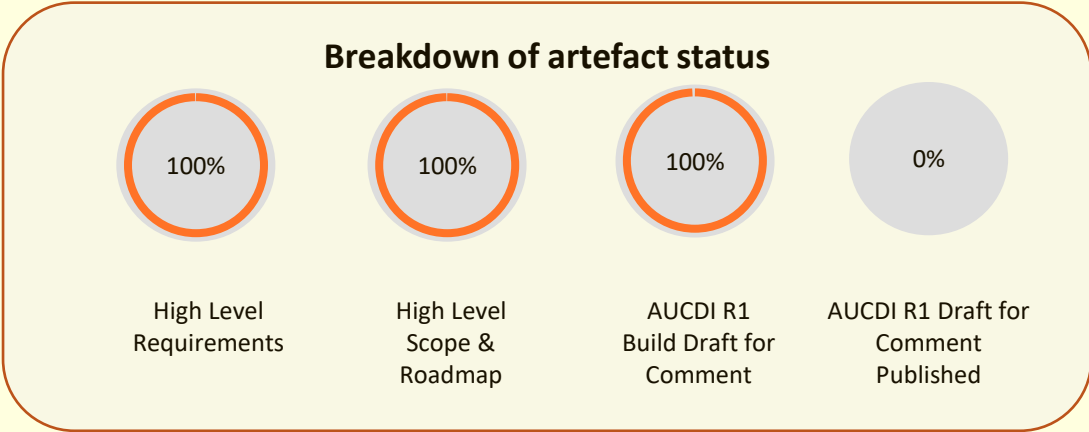 Breakdown of artefact status
100%
100%
100%
0%
High Level
Requirements
High Level
Scope &
Roadmap
AUCDI R1
Build Draft for
Comment
AUCDI R1 Draft for
Comment
Published